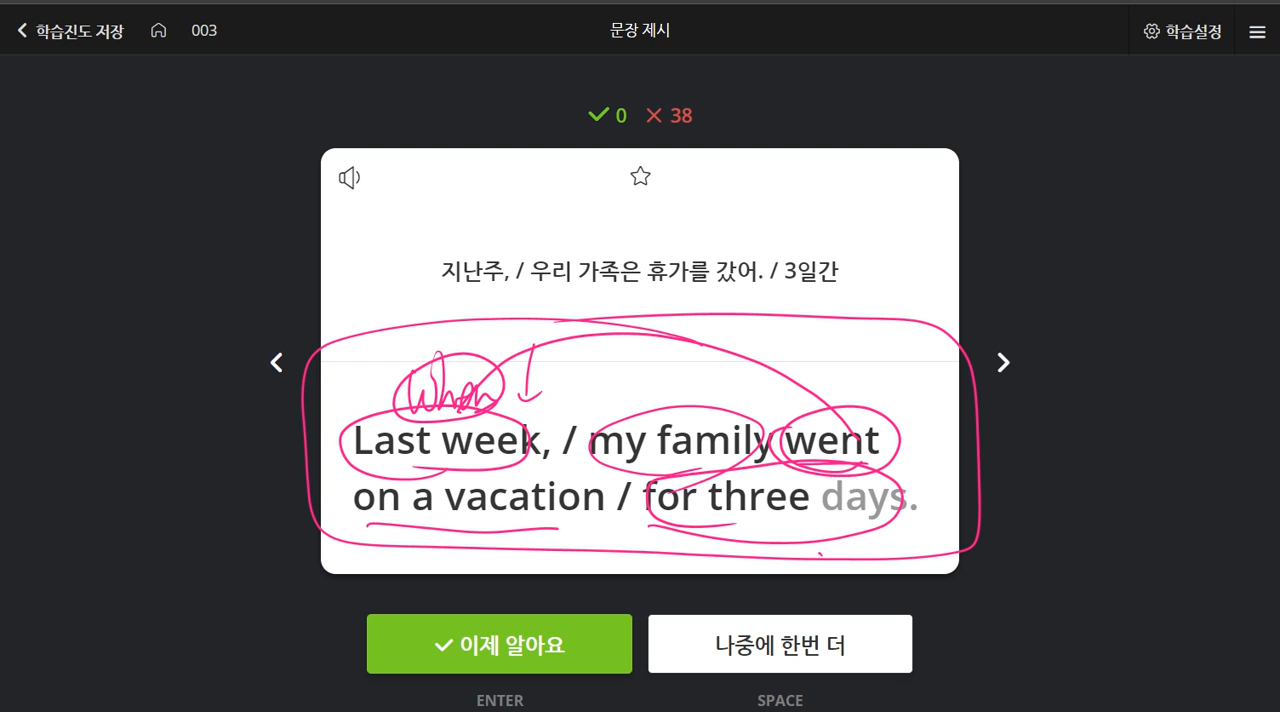 학습진도 저장 003 문장 제시 학습설정
0 38
지난주, / 우리 가족은 휴가를 갔어. / 3일간
When
Last week, / my family went
on a vacation / for three days.
이제 알아요 나중에 한번 더
ENTER SPACE